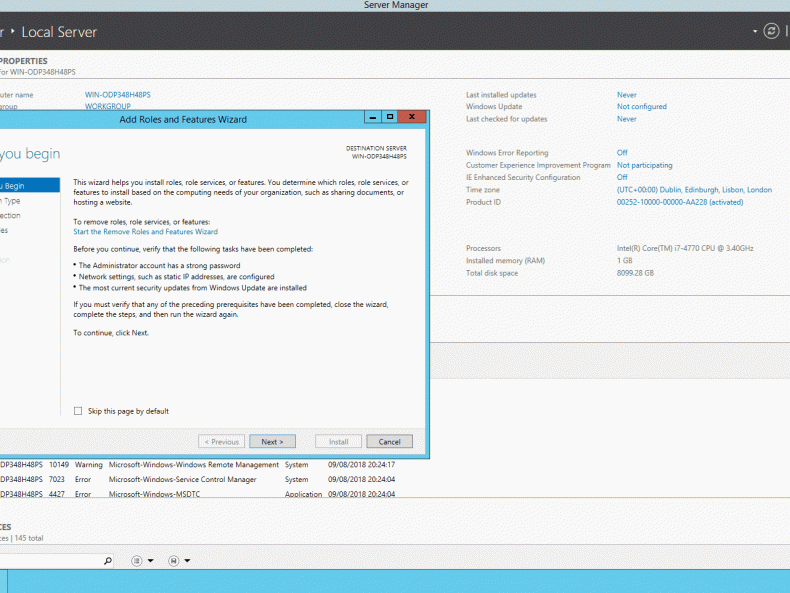 Server Manager
r ‣ Local Server
PROPERTIES
For WIN-ODP348H48PS
uter name WIN-ODP348H48PS
group WORKGROUP
Last installed updates Never
Windows Update Not configured
Last checked for updates Never
Windows Error Reporting Off
Customer Experience Improvement Program Not participating
IE Enhanced Security Configuration Off
Time zone (UTC+00:00) Dublin, Edinburgh, Lisbon, London
Product ID 00252-10000-00000-AA228 (activated)
Processors Intel(R) Core(TM) i7-4770 CPU @ 3.40GHz
Installed memory (RAM) 1 GB
Total disk space 8099.28 GB
Add Roles and Features Wizard
you begin
DESTINATION SERVER
WIN-ODP348H48PS
u Begin
n Type
ection
es
on
This wizard helps you install roles, role services, or features. You determine which roles, role services, or
features to install based on the computing needs of your organization, such as sharing documents, or
hosting a website.
To remove roles, role services, or features:
Start the Remove Roles and Features Wizard
Before you continue, verify that the following tasks have been completed:
• The Administrator account has a strong password
• Network settings, such as static IP addresses, are configured
• The most current security updates from Windows Update are installed
If you must verify that any of the preceding prerequisites have been completed, close the wizard,
complete the steps, and then run the wizard again.
To continue, click Next.
Skip this page by default
< Previous Next > Install Cancel
DP348H48PS 10149 Warning Microsoft-Windows-Windows Remote Management System 09/08/2018 20:24:17
DP348H48PS 7023 Error Microsoft-Windows-Service Control Manager System 09/08/2018 20:24:04
DP348H48PS 4427 Error Microsoft-Windows-MSDTC Application 09/08/2018 20:24:04
CES
ces | 145 total